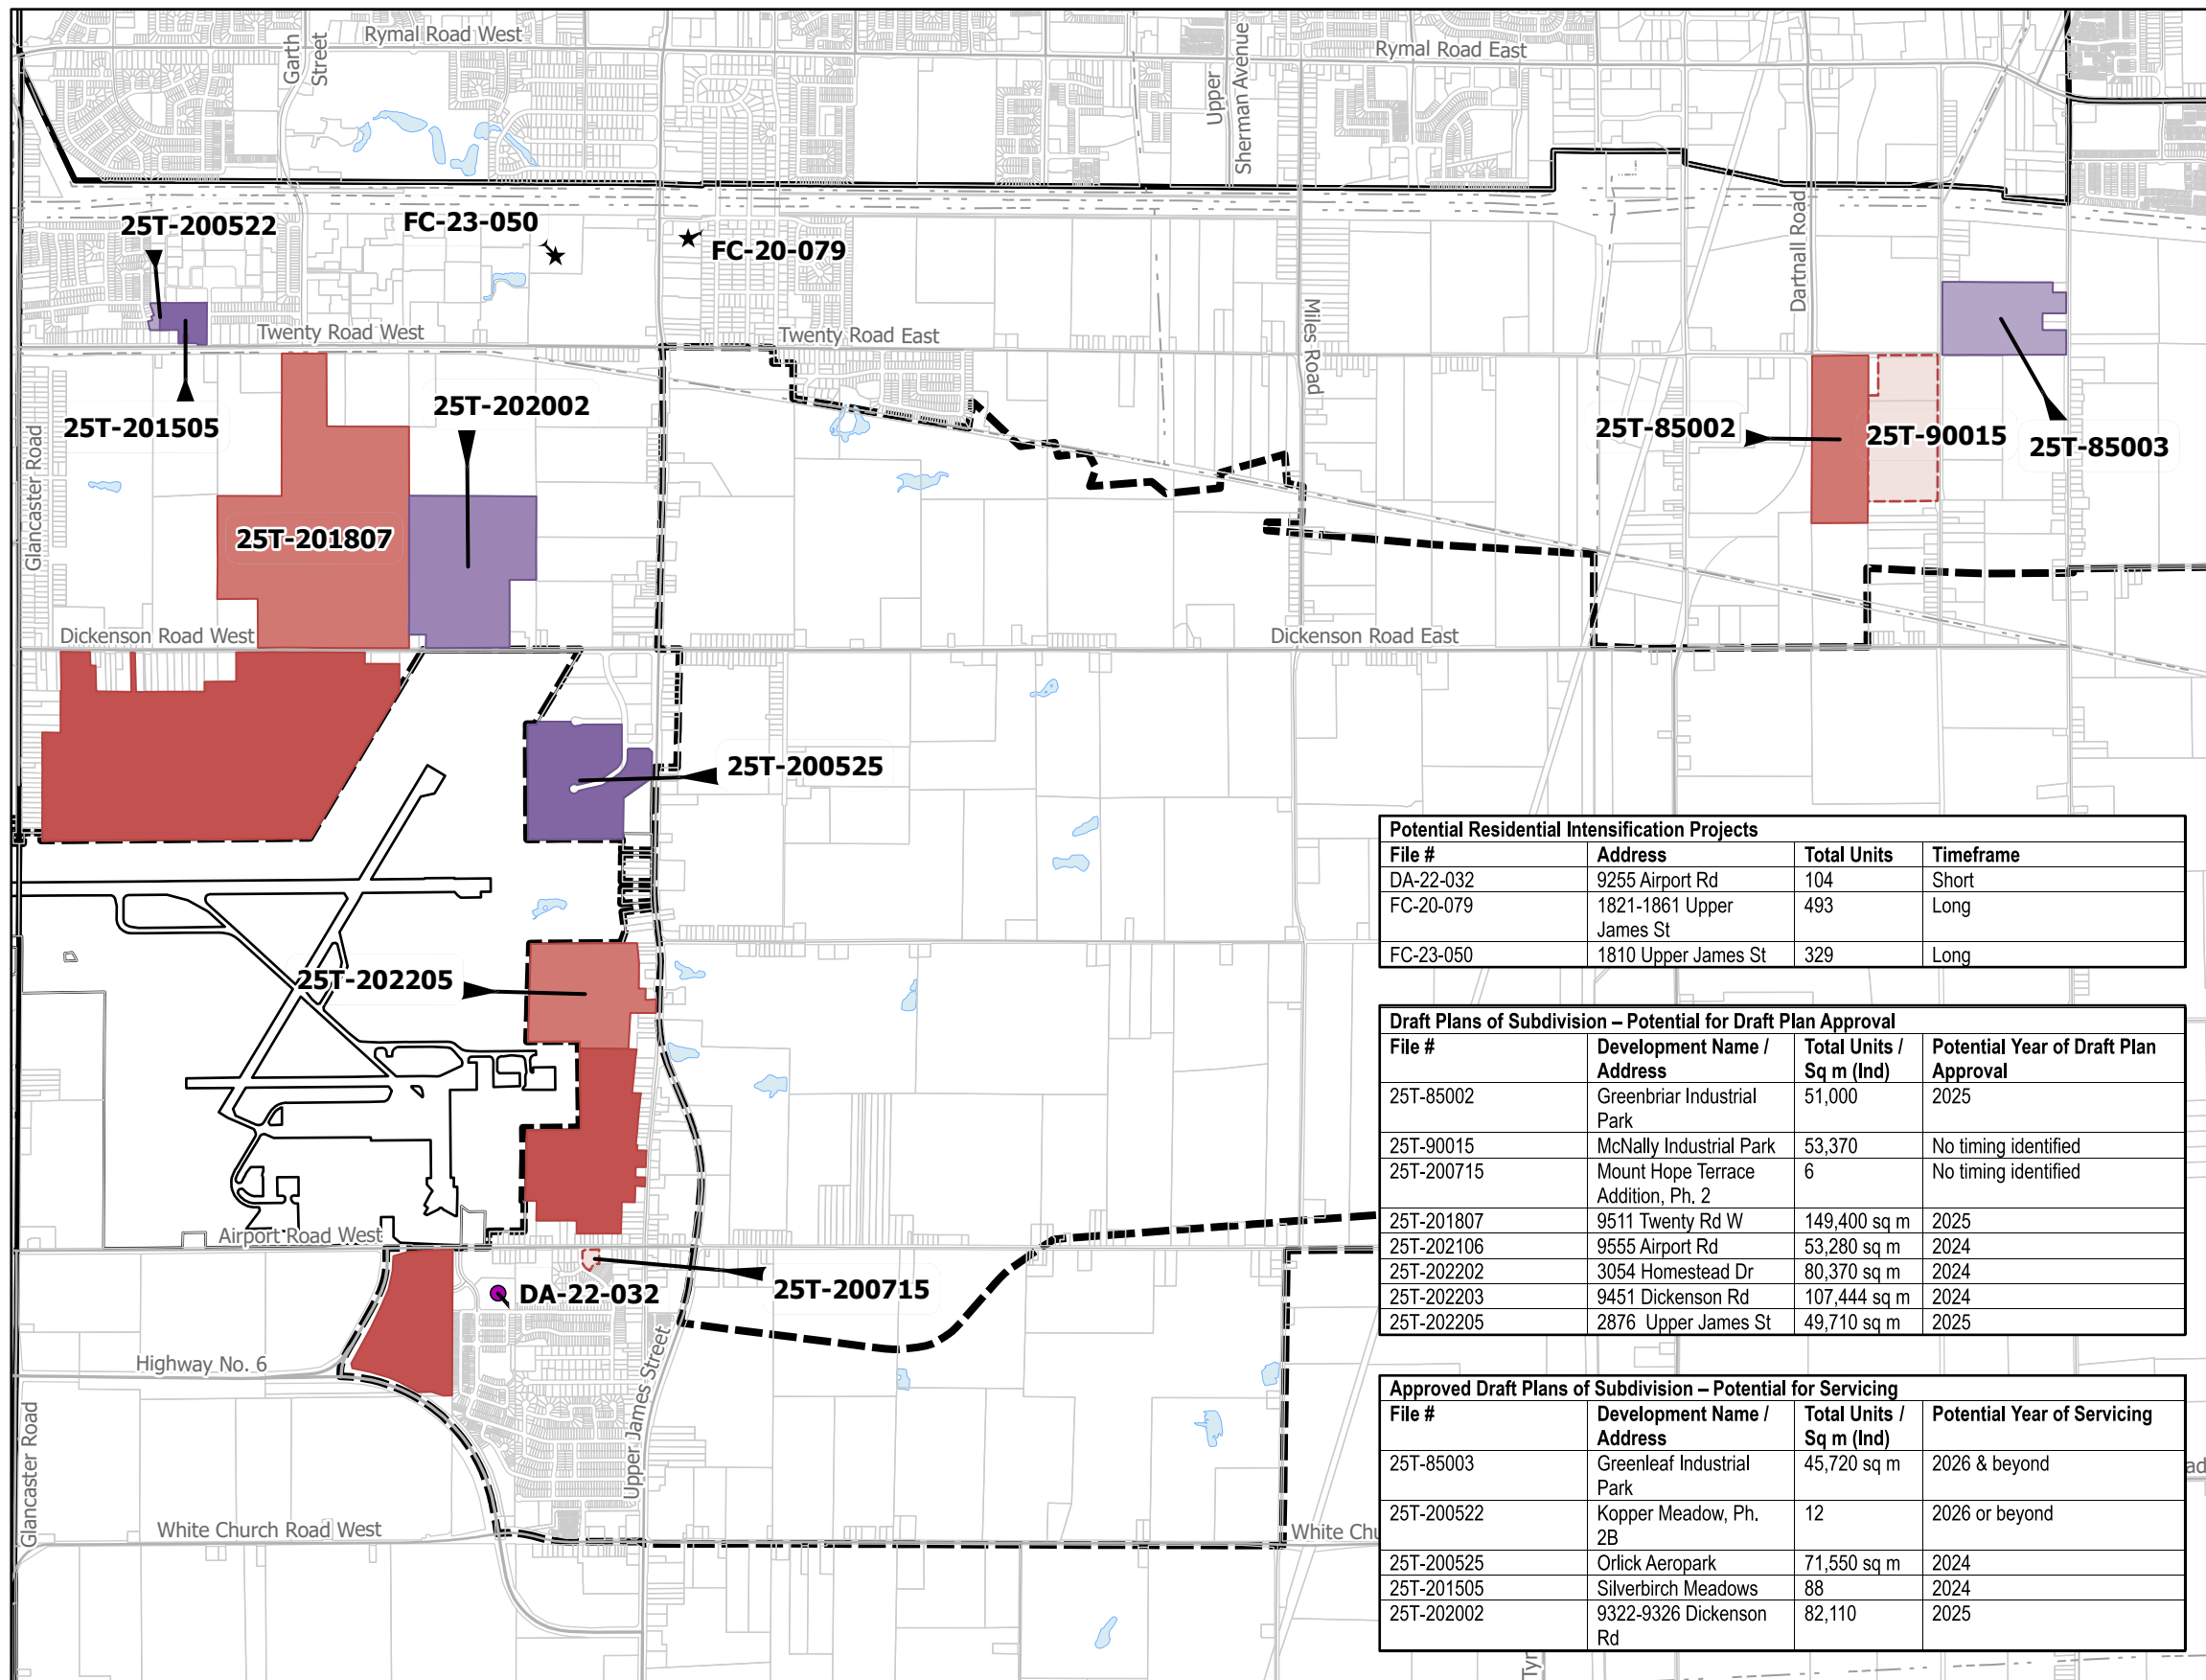 Rymal Road West
Garth
Street
Rymal Road East
Upper
Sherman Avenue
25T-200522
FC-23-050
FC-20-079
Dartnall Road
Miles Road
Twenty Road West
Twenty Road East
25T-201505
25T-202002
25T-85002
25T-90015
25T-85003
Glancaster Road
25T-201807
Dickenson Road West
Dickenson Road East
25T-200525
25T-202205
Airport Road West
DA-22-032
25T-200715
Highway No. 6
Upper James Street
Glancaster Road
White Church Road West
White Chu
ad
Tyr
Potential Residential Intensification Projects
File # Address Total Units Timeframe
DA-22-032 9255 Airport Rd 104 Short
FC-20-079 1821-1861 Upper 493 Long
James St
FC-23-050 1810 Upper James St 329 Long
Draft Plans of Subdivision – Potential for Draft Plan Approval
File # Development Name / Total Units / Potential Year of Draft Plan
Address Sq m (Ind) Approval
25T-85002 Greenbriar Industrial 51,000 2025
Park
25T-90015 McNally Industrial Park 53,370 No timing identified
25T-200715 Mount Hope Terrace 6 No timing identified
Addition, Ph. 2
25T-201807 9511 Twenty Rd W 149,400 sq m 2025
25T-202106 9555 Airport Rd 53,280 sq m 2024
25T-202202 3054 Homestead Dr 80,370 sq m 2024
25T-202203 9451 Dickenson Rd 107,444 sq m 2024
25T-202205 2876 Upper James St 49,710 sq m 2025
Approved Draft Plans of Subdivision – Potential for Servicing
File # Development Name / Total Units / Potential Year of Servicing
Address Sq m (Ind)
25T-85003 Greenleaf Industrial 45,720 sq m 2026 & beyond
Park
25T-200522 Kopper Meadow, Ph. 12 2026 or beyond
2B
25T-200525 Orlick Aeropark 71,550 sq m 2024
25T-201505 Silverbirch Meadows 88 2024
25T-202002 9322-9326 Dickenson 82,110 2025
Rd